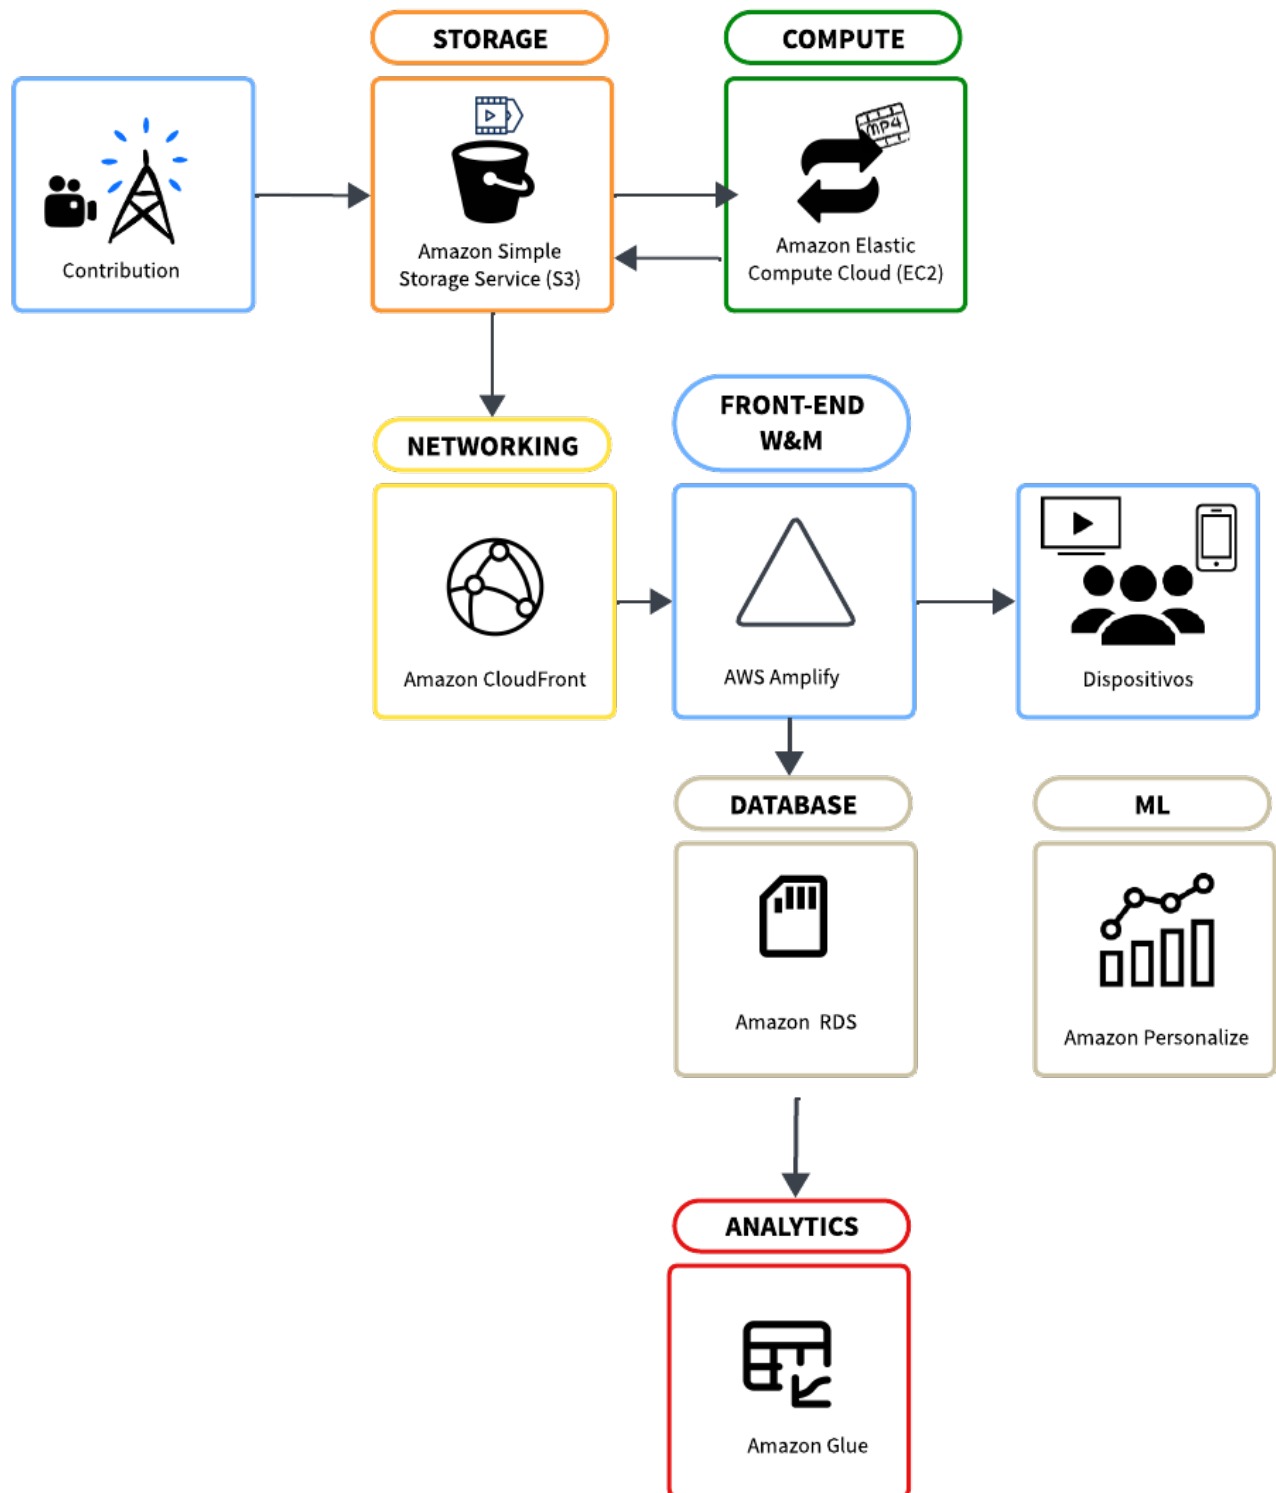 STORAGE
COMPUTE
MP4
Contribution
Amazon Simple
Storage Service (S3)
Amazon Elastic
Compute Cloud (EC2)
NETWORKING
FRONT-END
W&M
Amazon CloudFront
AWS Amplify
Dispositivos
DATABASE
ML
Amazon RDS
Amazon Personalize
ANALYTICS
Amazon Glue